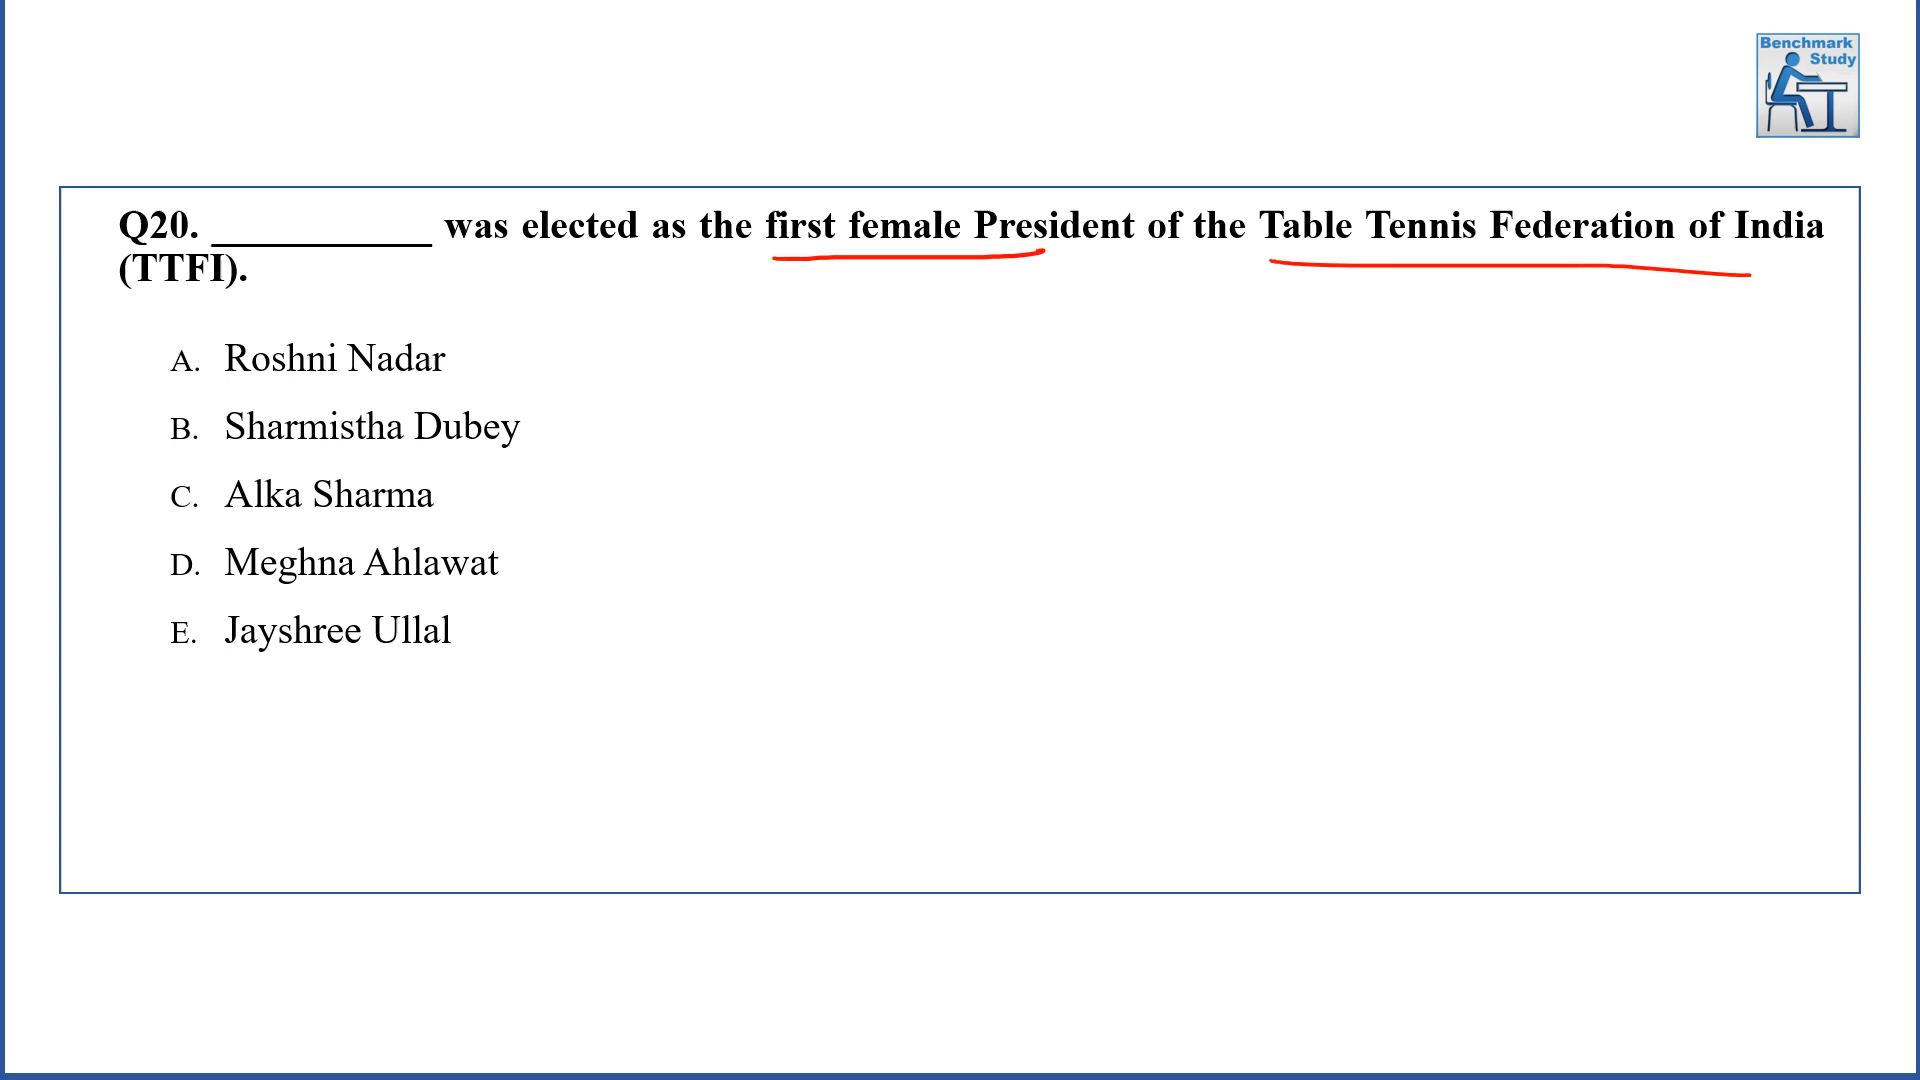 Benchmark
Study
Q20. ___________ was elected as the first female President of the Table Tennis Federation of India
(TTFI).
A. Roshni Nadar
B. Sharmistha Dubey
C. Alka Sharma
D. Meghna Ahlawat
E. Jayshree Ullal